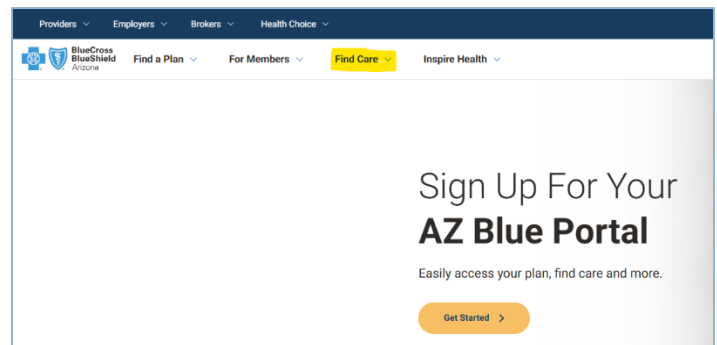 Providers Employers Brokers Health Choice
BlueCross
BlueShield
Arizona
Find a Plan For Members Find Care Inspire Health
Sign Up For Your
AZ Blue Portal
Easily access your plan, find care and more.
Get Started